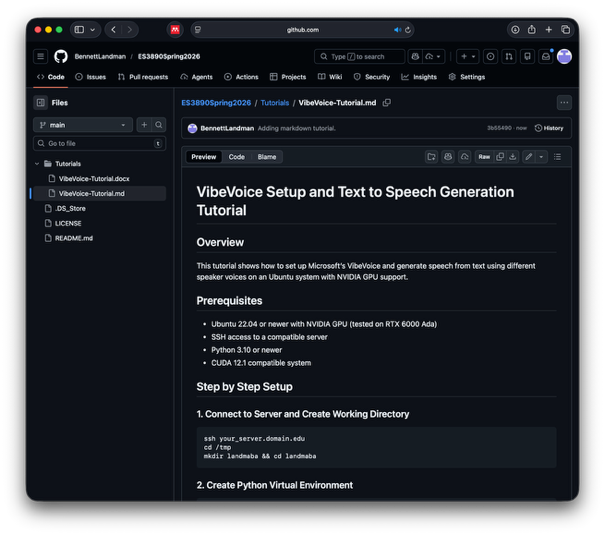 github.com
BennettLandman / ES3890Spring2026
Type / to search
Code
Issues
Pull requests
Agents
Actions
Projects
Wiki
Security
Insights
Settings
Files
main
Go to file
t
Tutorials
VibeVoice-Tutorial.docx
VibeVoice-Tutorial.md
.DS_Store
LICENSE
README.md
ES3890Spring2026 / Tutorials / VibeVoice-Tutorial.md
BennettLandman Adding markdown tutorial.
3b55490 · now
History
Preview
Code
Blame
Raw
VibeVoice Setup and Text to Speech Generation
Tutorial
Overview
This tutorial shows how to set up Microsoft's VibeVoice and generate speech from text using different
speaker voices on an Ubuntu system with NVIDIA GPU support.
Prerequisites
• Ubuntu 22.04 or newer with NVIDIA GPU (tested on RTX 6000 Ada)
• SSH access to a compatible server
• Python 3.10 or newer
• CUDA 12.1 compatible system
Step by Step Setup
1. Connect to Server and Create Working Directory
ssh your_server.domain.edu
cd /tmp
mkdir landmaba && cd landmaba
2. Create Python Virtual Environment